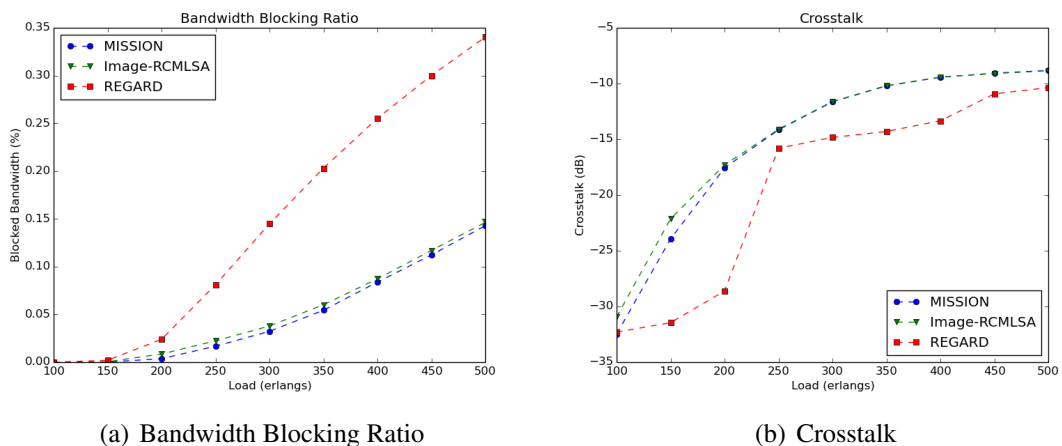 Bandwidth Blocking Ratio
0.35
0.30
0.25
0.20
0.15
0.10
0.05
0.00
Blocked Bandwidth (%)
MISSION
Image-RCMLSA
REGARD
100 150 200 250 300 350 400 450 500
Load (erlangs)
(a) Bandwidth Blocking Ratio
Crosstalk
−5
−10
−15
−20
−25
−30
−35
Crosstalk (dB)
MISSION
Image-RCMLSA
REGARD
100 150 200 250 300 350 400 450 500
Load (erlangs)
(b) Crosstalk